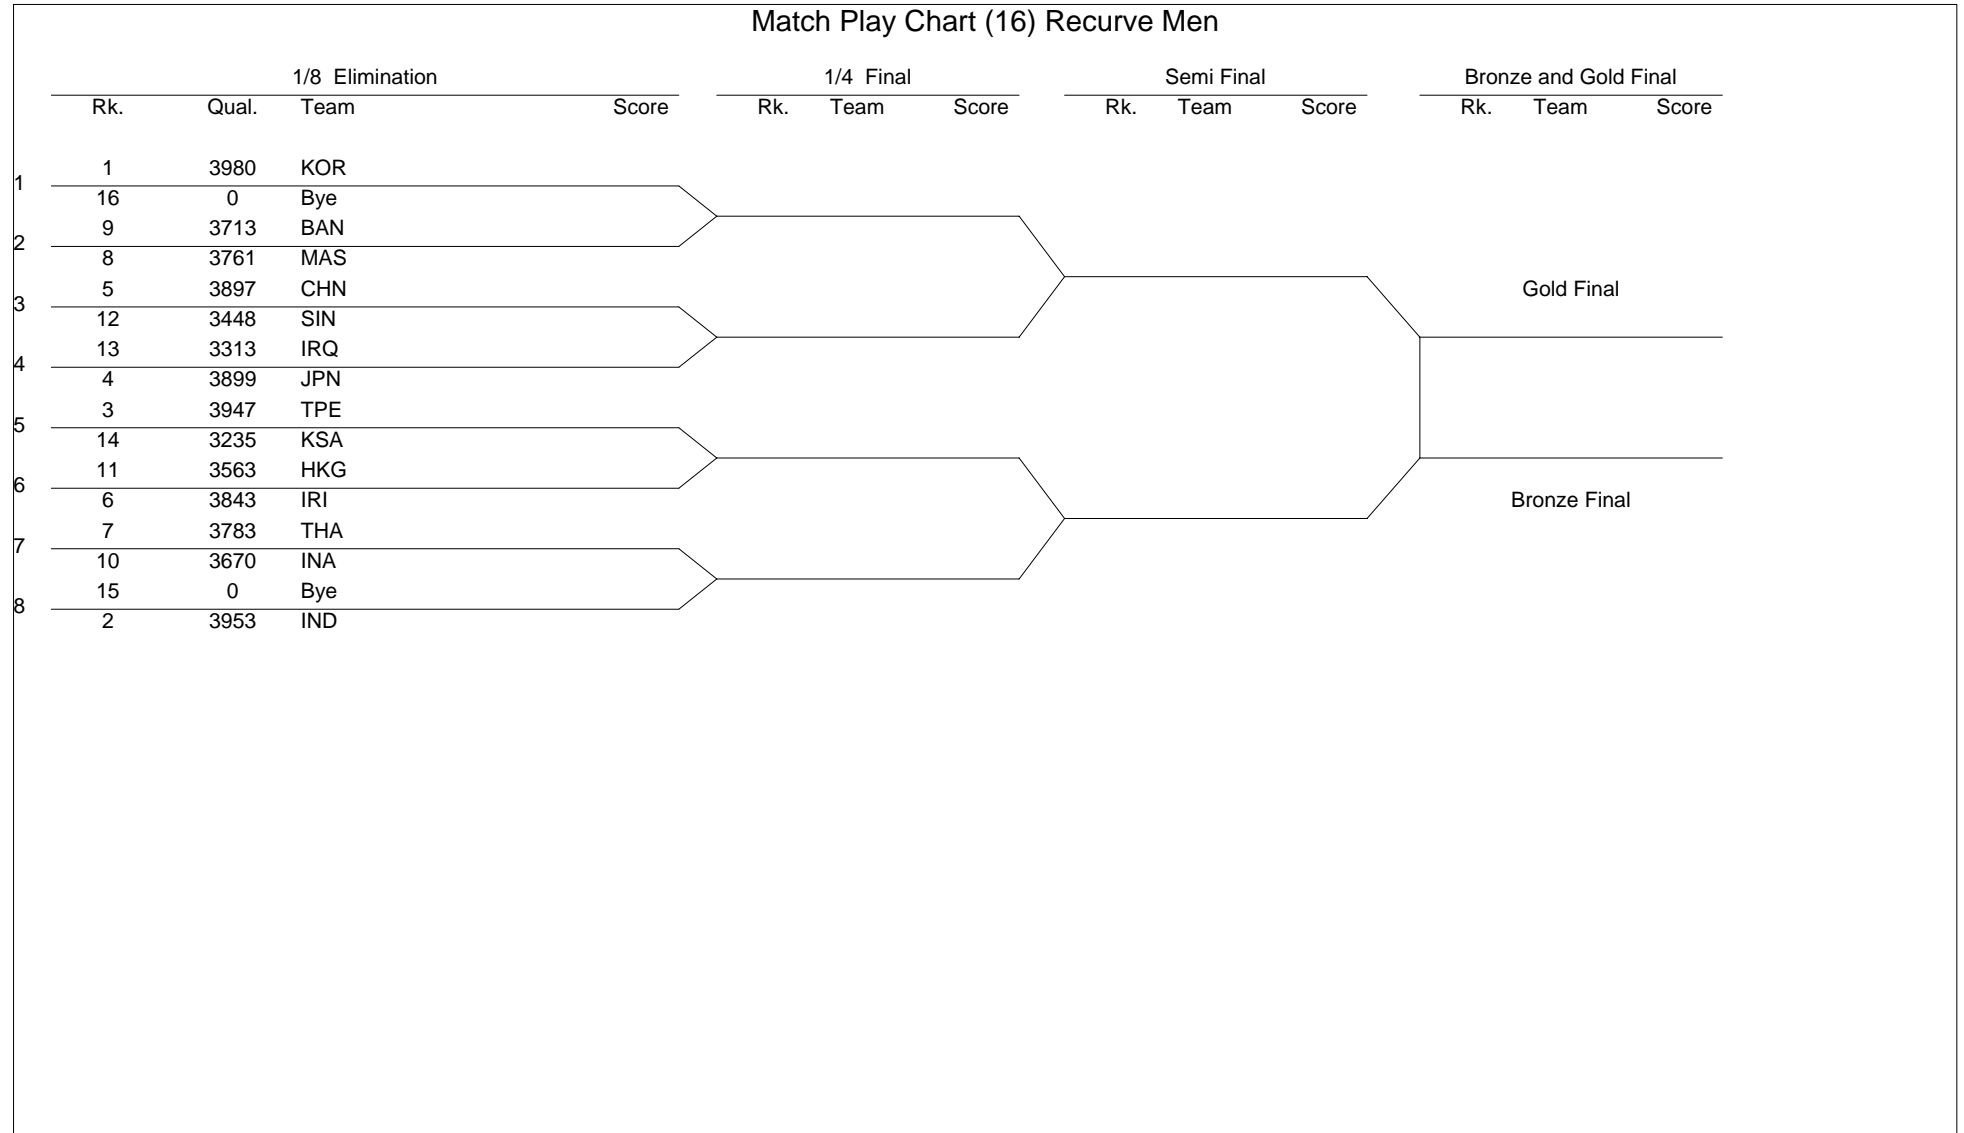 Match Play Chart (16) Recurve Men
1/8 Elimination 1/4 Final Semi Final Bronze and Gold Final
Rk. Qual. Team Score Rk. Team Score Rk. Team Score Rk. Team Score
1 3980 KOR
1
16 0 Bye
9 3713 BAN
2
8 3761 MAS
5 3897 CHN Gold Final
3
12 3448 SIN
13 3313 IRQ
4
4 3899 JPN
3 3947 TPE
5
14 3235 KSA
11 3563 HKG
6
6 3843 IRI Bronze Final
7 3783 THA
7
10 3670 INA
15 0 Bye
8
2 3953 IND